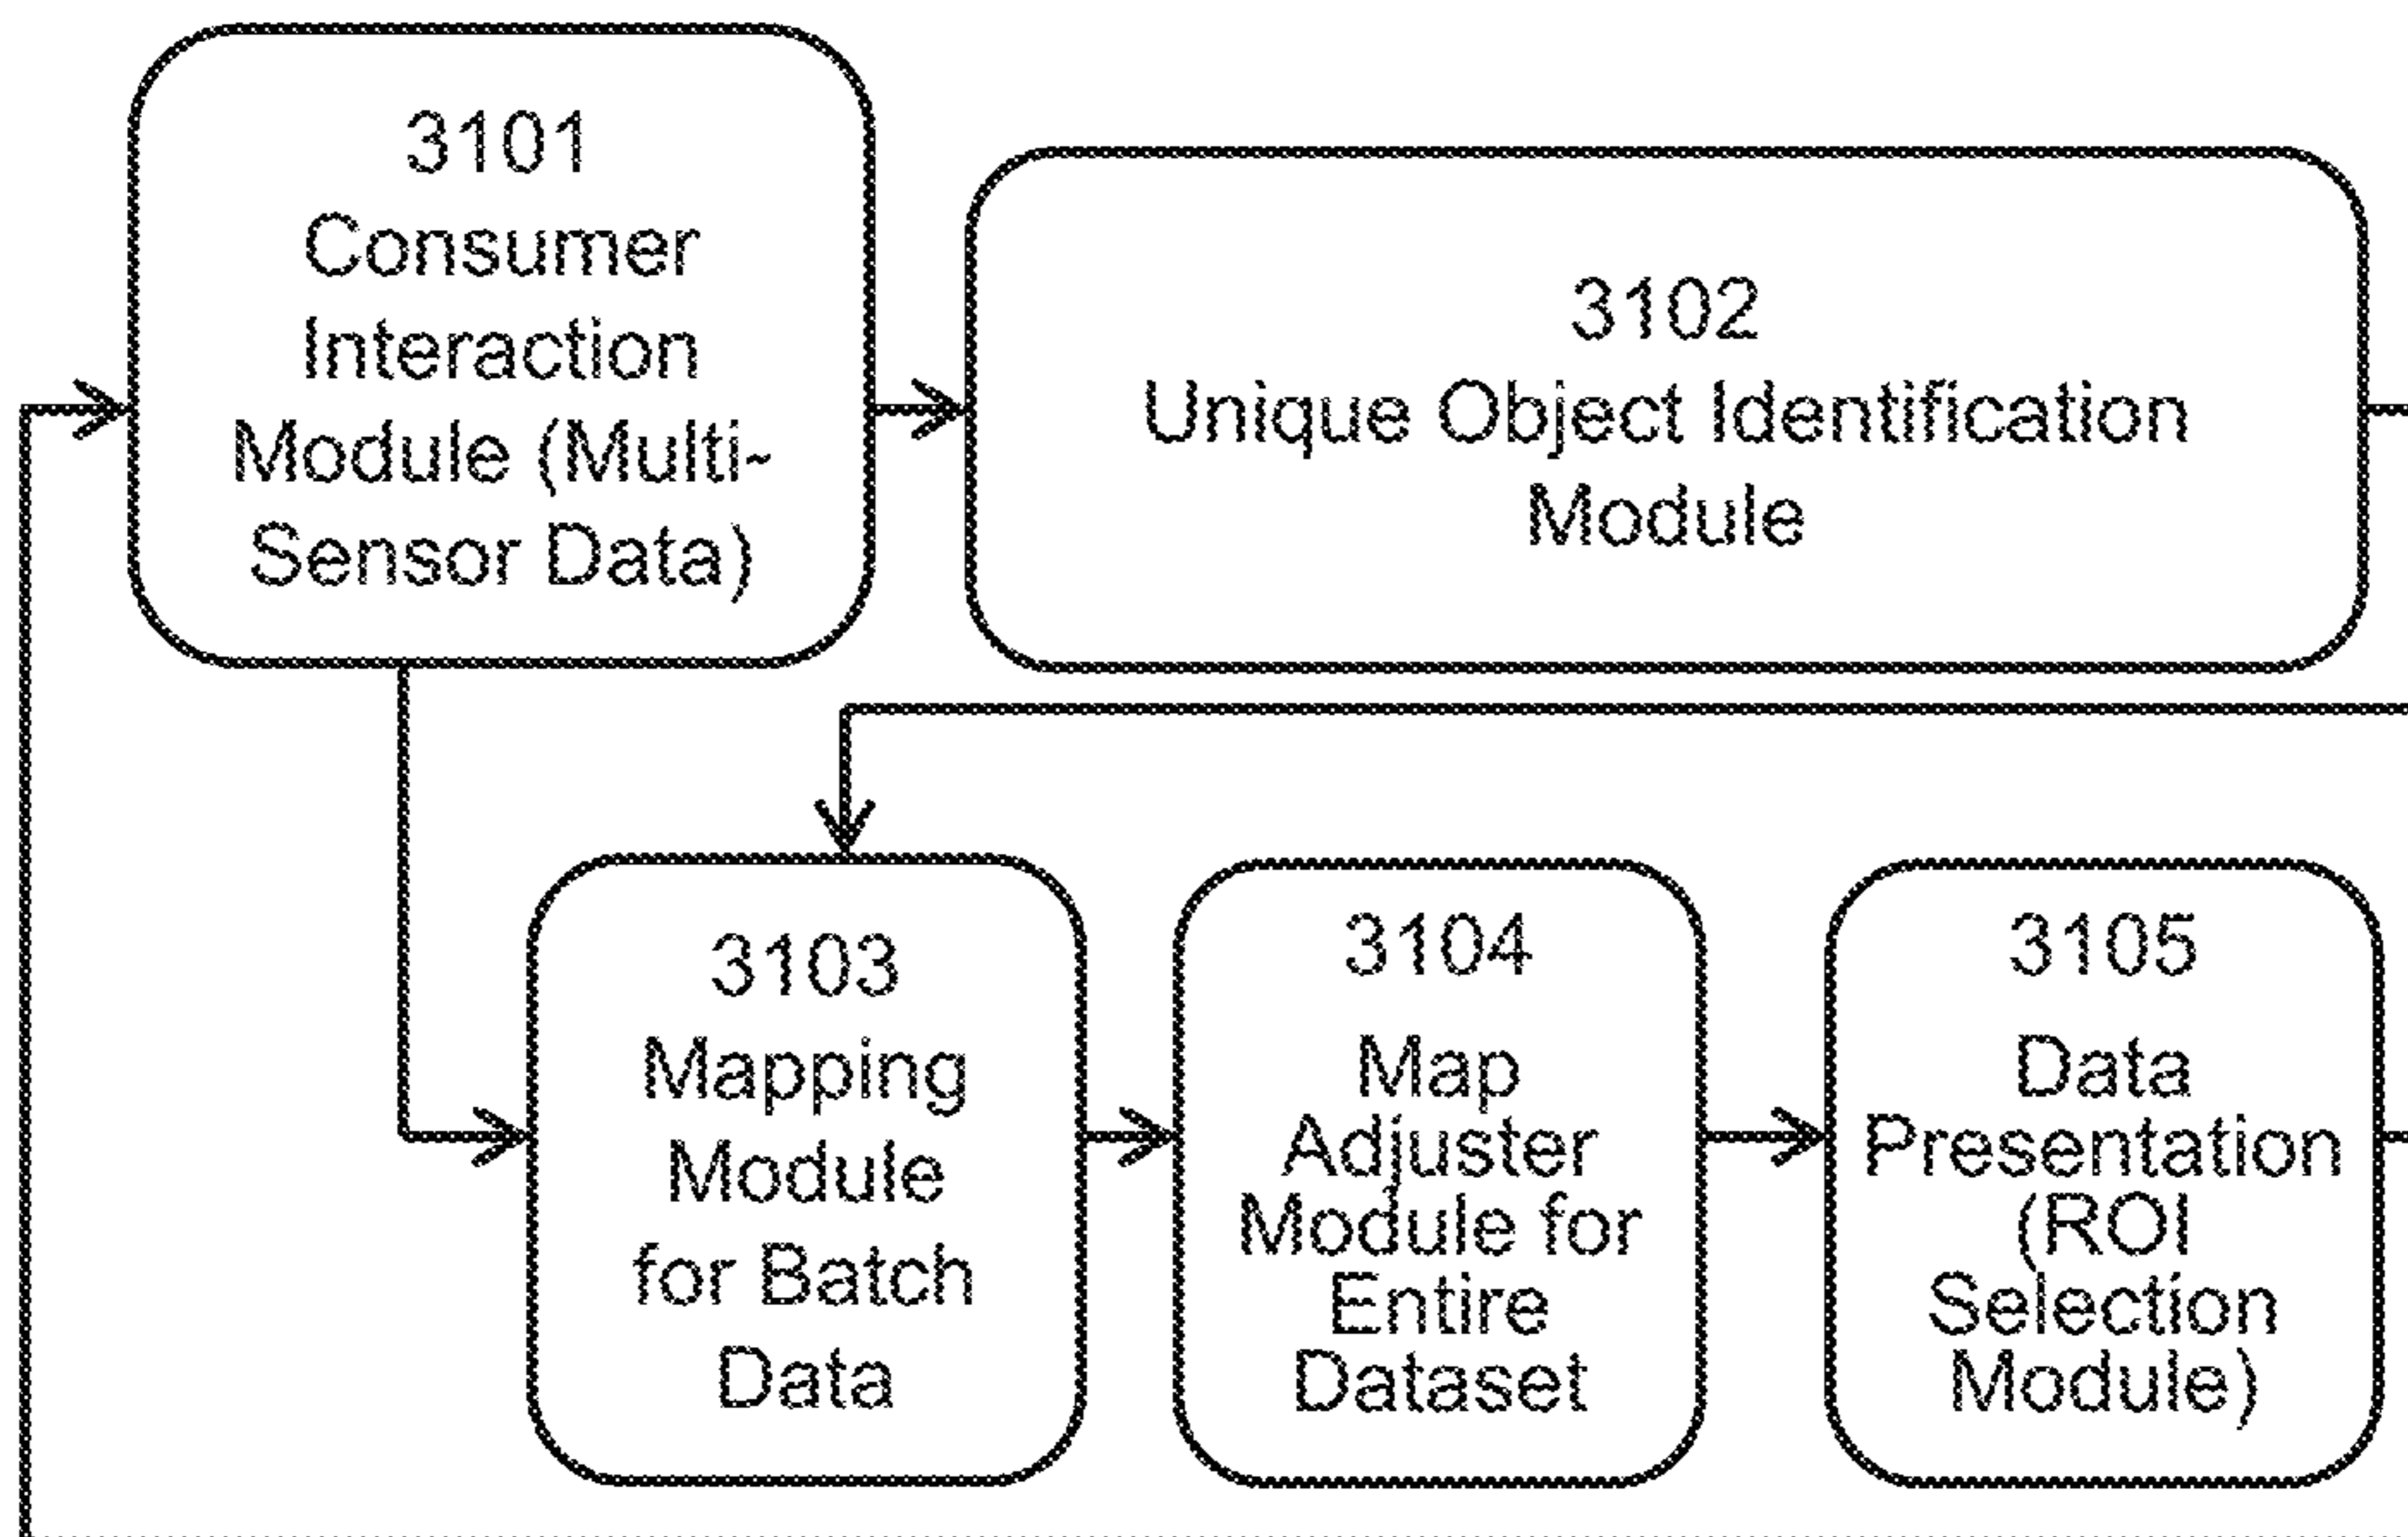 3101
Consumer
Interaction
Module (Multi-
Sensor Data)
3102
Unique Object Identification
Module
3103
Mapping
Module
for Batch
Data
3104
Map
Adjuster
Module for
Entire
Dataset
3105
Data
Presentation
(ROI
Selection
Module)